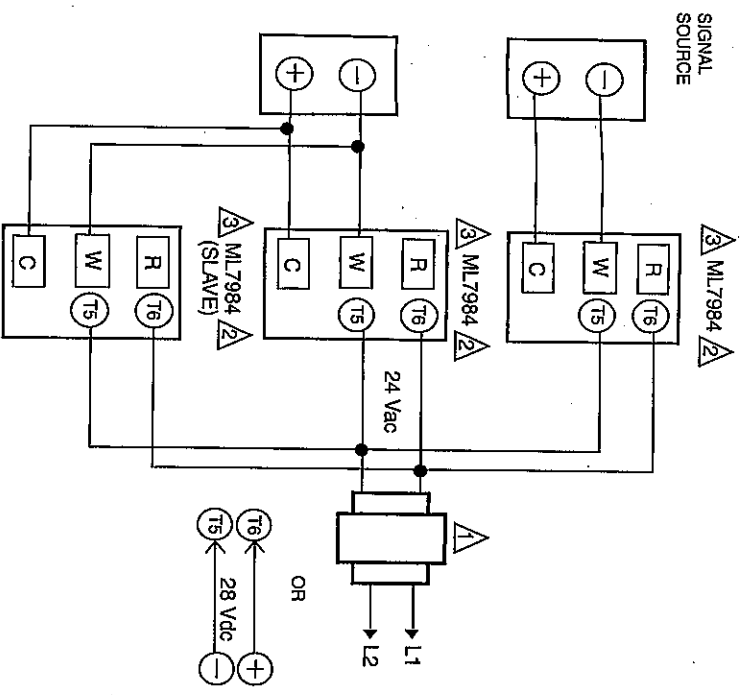 SIGNAL
SOURCE
3 ML7984 2
R T6
− W T5
+ C
3 ML7984 2
1
R T6
L1
24 Vac
− W T5
L2
+ C
3 ML7984 2
(SLAVE)
OR
R T6
T6 +
28 Vdc
W T5
T5 −
C